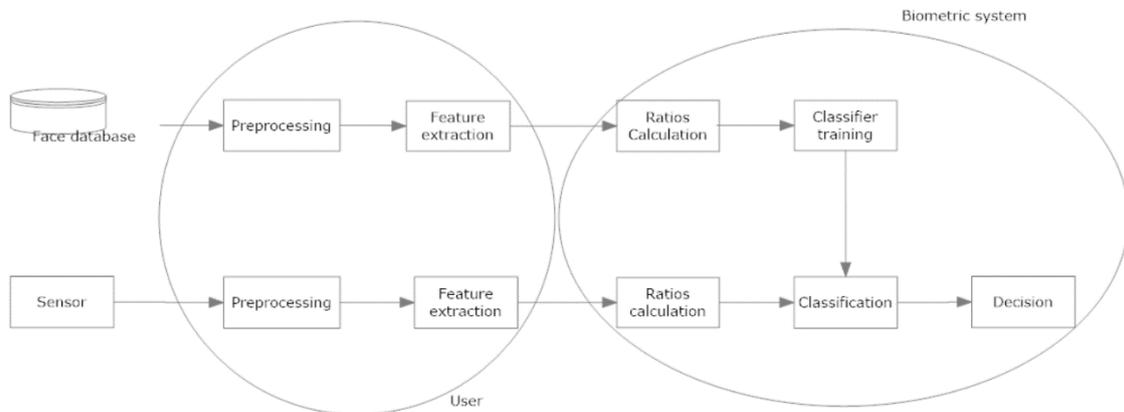 Biometric system
Face database
Preprocessing
Feature
extraction
Ratios
Calculation
Classifier
training
Sensor
Preprocessing
Feature
extraction
Ratios
calculation
Classification
Decision
User